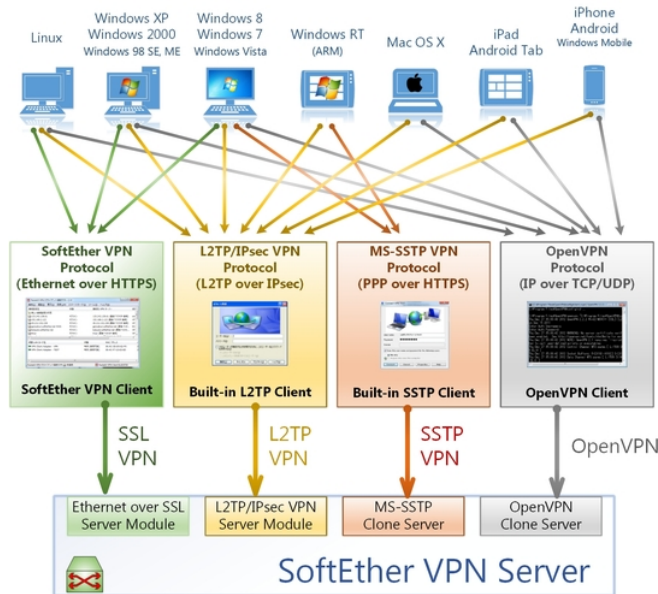 Linux
Windows XP
Windows 2000
Windows 98 SE, ME
Windows 8
Windows 7
Windows Vista
Windows RT
(ARM)
Mac OS X
iPad
Android Tab
iPhone
Android
Windows Mobile
SoftEther VPN
Protocol
(Ethernet over HTTPS)
SoftEther VPN Client
L2TP/IPsec VPN
Protocol
(L2TP over IPsec)
Built-in L2TP Client
MS-SSTP VPN
Protocol
(PPP over HTTPS)
Built-in SSTP Client
OpenVPN
Protocol
(IP over TCP/UDP)
OpenVPN Client
SSL
VPN
L2TP
VPN
SSTP
VPN
OpenVPN
Ethernet over SSL
Server Module
L2TP/IPsec VPN
Server Module
MS-SSTP
Clone Server
OpenVPN
Clone Server
SoftEther VPN Server